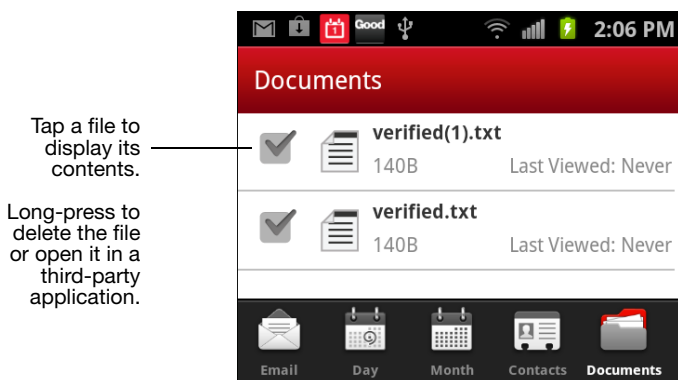 1
Good
2:06 PM
Documents
Tap a file to
display its
contents.
Long-press to
delete the file
or open it in a
third-party
application.
verified(1).txt
140B Last Viewed: Never
verified.txt
140B Last Viewed: Never
Email Day Month Contacts Documents